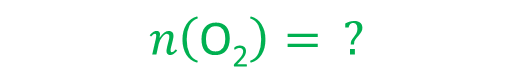 n(O₂) = ?